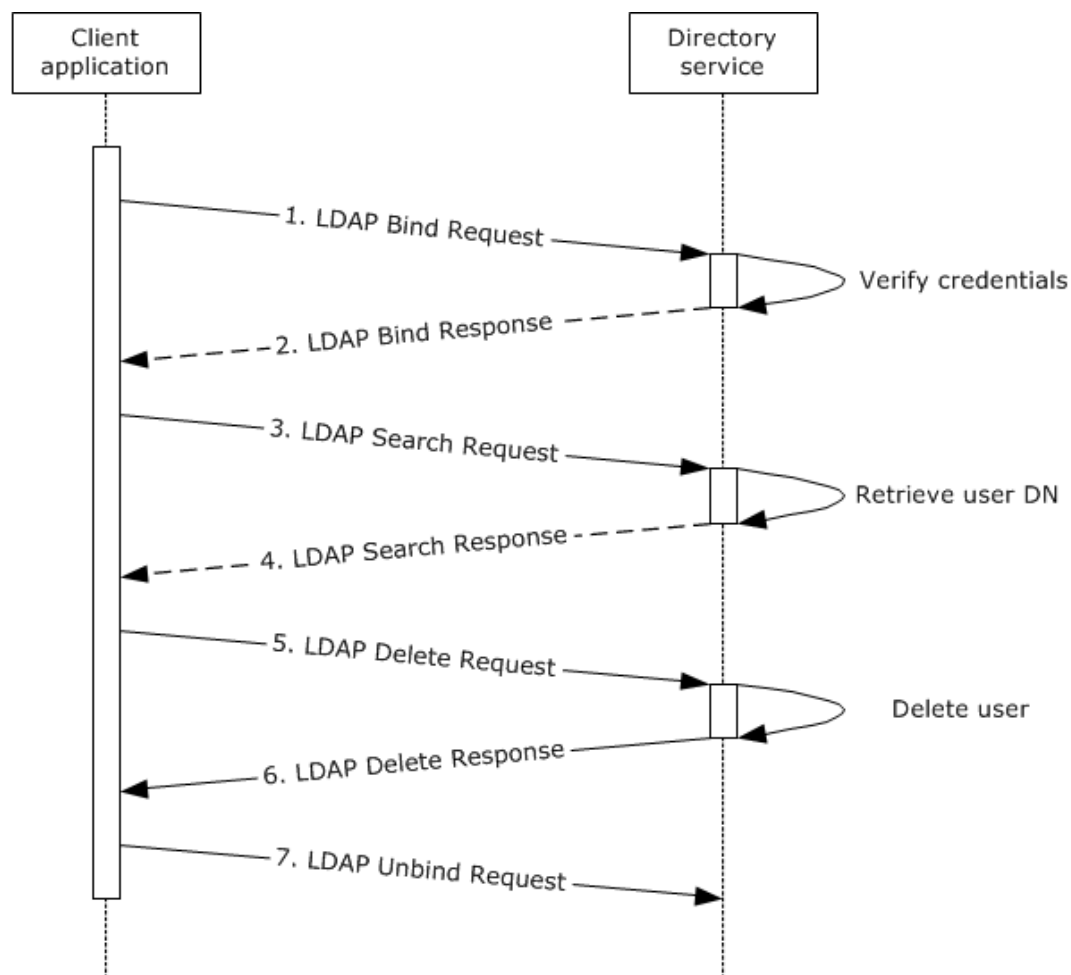 Client
application
Directory
service
1. LDAP Bind Request
Verify credentials
2. LDAP Bind Response
3. LDAP Search Request
Retrieve user DN
4. LDAP Search Response
5. LDAP Delete Request
Delete user
6. LDAP Delete Response
7. LDAP Unbind Request